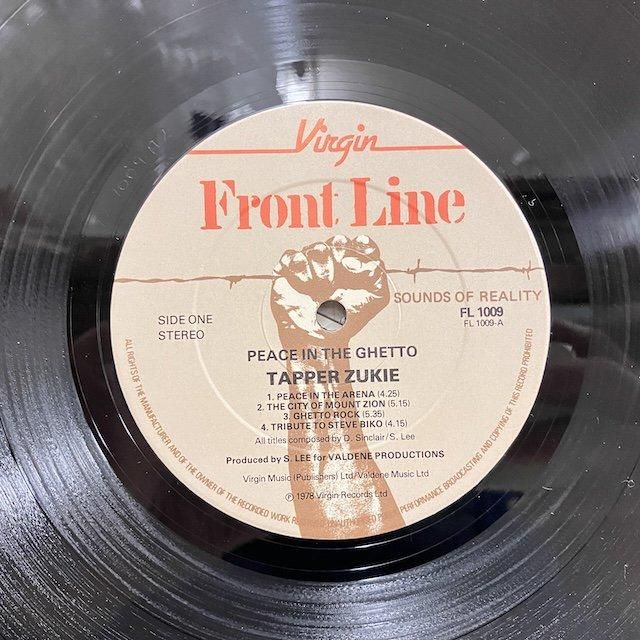 Virgin
Front Line
SOUNDS OF REALITY
SIDE ONE
STEREO
FL 1009
FL 1009-A
PEACE IN THE GHETTO
TAPPER ZUKIE
1. PEACE IN THE ARENA (4.25)
2. THE CITY OF MOUNT ZION (5.15)
3. GHETTO ROCK (5.35)
4. TRIBUTE TO STEVE BIKO (4.15)
All titles composed by D. Sinclair/S. Lee
Produced by S. LEE for VALDENE PRODUCTIONS
Virgin Music (Publishers) Ltd/Valdene Music Ltd
℗ 1978 Virgin Records Ltd
ALL RIGHTS OF THE MANUFACTURER AND OF THE OWNER OF THE RECORDED WORK RESERVED UNAUTHORISED PERFORMANCE BROADCASTING AND COPYING OF THIS RECORD PROHIBITED